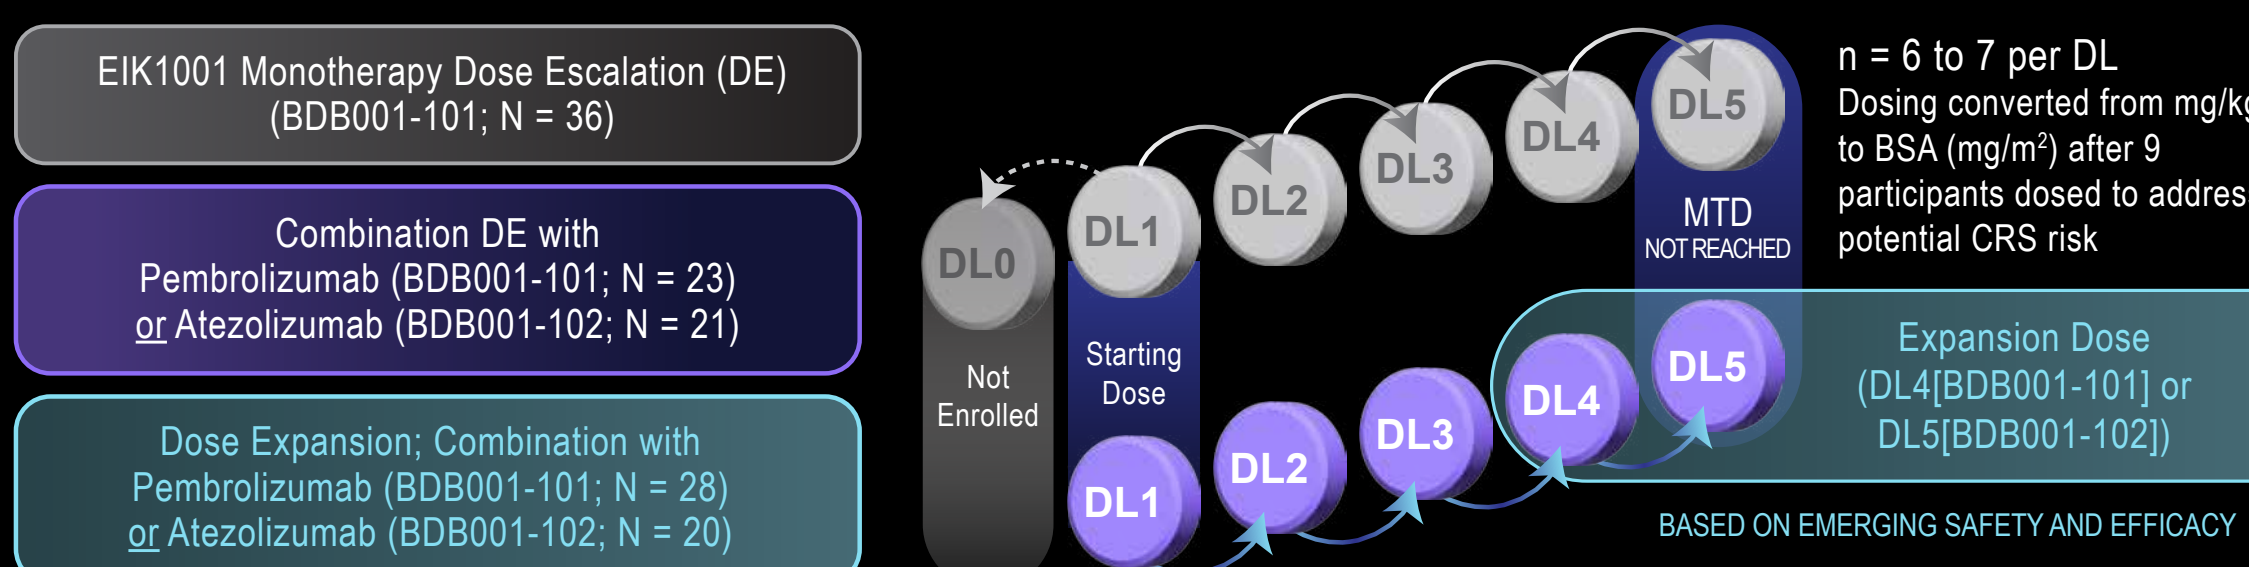 EIK1001 Monotherapy Dose Escalation (DE)
(BDB001-101; N = 36)
Combination DE with
Pembrolizumab (BDB001-101; N = 23)
or Atezolizumab (BDB001-102; N = 21)
Dose Expansion; Combination with
Pembrolizumab (BDB001-101; N = 28)
or Atezolizumab (BDB001-102; N = 20)
DL0
DL1
DL2
DL3
DL4
DL5
Not
Enrolled
Starting
Dose
MTD
NOT REACHED
DL1
DL2
DL3
DL4
DL5
n = 6 to 7 per DL
Dosing converted from mg/kg
to BSA (mg/m²) after 9
participants dosed to address
potential CRS risk
Expansion Dose
(DL4[BDB001-101] or
DL5[BDB001-102])
BASED ON EMERGING SAFETY AND EFFICACY